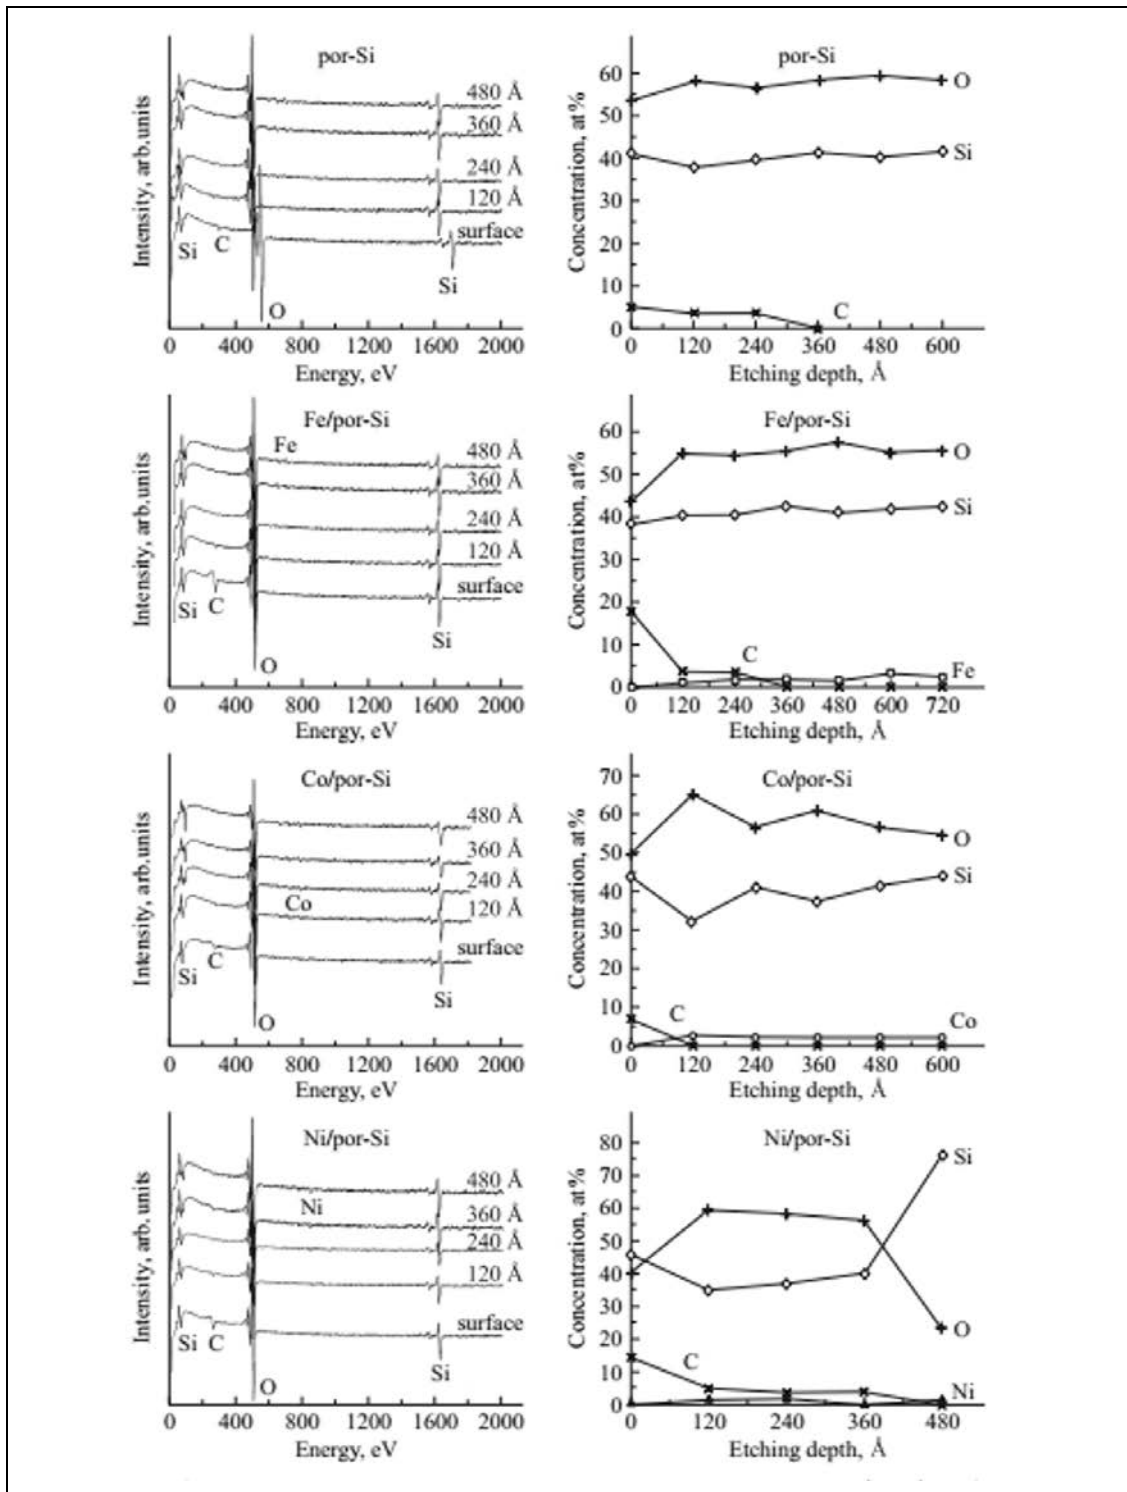 por-Si
Intensity, arb.units
480 Å
360 Å
240 Å
120 Å
surface
Si
C
Si
O
0 400 800 1200 1600 2000
Energy, eV
por-Si
Concentration, at%
60
50
40
30
20
10
0
O
Si
C
0 120 240 360 480 600
Etching depth, Å
Fe/por-Si
Intensity, arb.units
Fe
480 Å
360 Å
240 Å
120 Å
surface
Si C
Si
O
0 400 800 1200 1600 2000
Energy, eV
Fe/por-Si
Concentration, at%
60
50
40
30
20
10
0
O
Si
C
Fe
0 120 240 360 480 600 720
Etching depth, Å
Co/por-Si
Intensity, arb.units
480 Å
360 Å
240 Å
Co
120 Å
surface
Si C
Si
O
0 400 800 1200 1600 2000
Energy, eV
Co/por-Si
Concentration, at%
70
60
50
40
30
20
10
0
O
Si
C
Co
0 120 240 360 480 600
Etching depth, Å
Ni/por-Si
Intensity, arb.units
480 Å
Ni
360 Å
240 Å
120 Å
surface
Si C
Si
O
0 400 800 1200 1600 2000
Energy, eV
Ni/por-Si
Concentration, at%
80
70
60
50
40
30
20
10
0
Si
O
C
Ni
0 120 240 360 480
Etching depth, Å